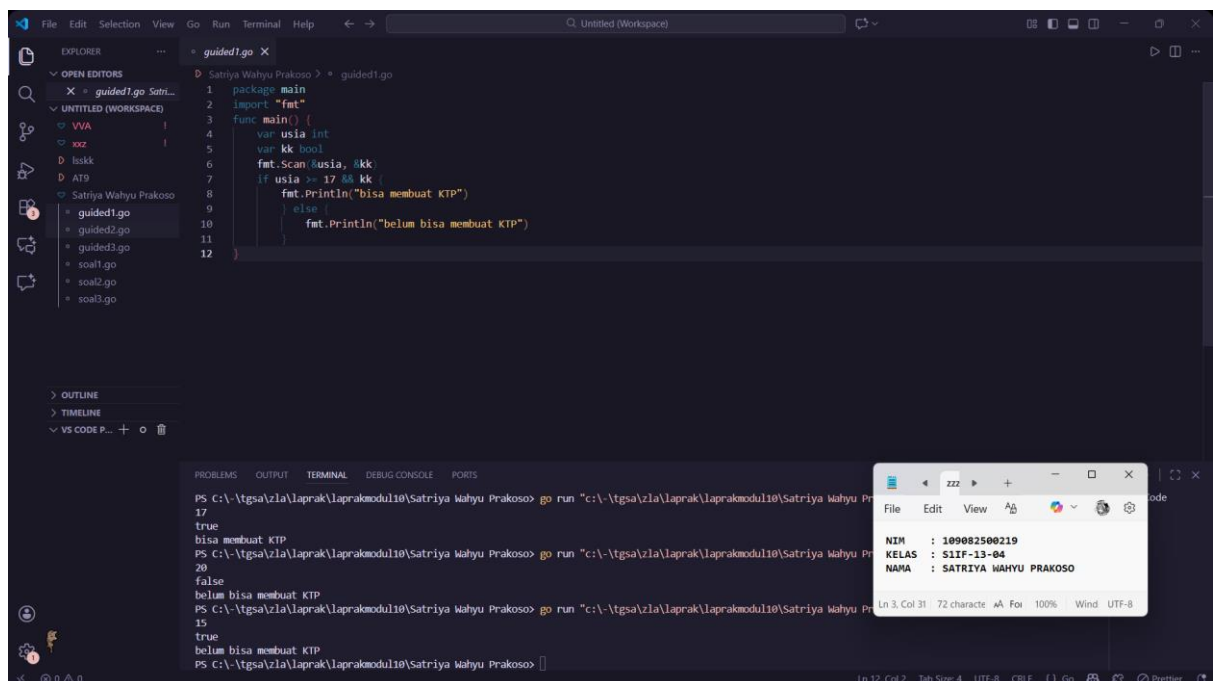 File Edit Selection View Go Run Terminal Help
Untitled (Workspace)
EXPLORER
OPEN EDITORS
guided1.go Satri...
UNTITLED (WORKSPACE)
VVA !
xxz !
lsskk
AT9
Satriya Wahyu Prakoso
guided1.go
guided2.go
guided3.go
soal1.go
soal2.go
soal3.go
OUTLINE
TIMELINE
VS CODE P...
3
1
guided1.go
Satriya Wahyu Prakoso > guided1.go
1 package main
2 import "fmt"
3 func main() {
4 var usia int
5 var kk bool
6 fmt.Scan(&usia, &kk)
7 if usia >= 17 && kk {
8 fmt.Println("bisa membuat KTP")
9 } else {
10 fmt.Println("belum bisa membuat KTP")
11 }
12 }
PROBLEMS OUTPUT TERMINAL DEBUG CONSOLE PORTS
PS C:\-\tgsa\zla\laprak\laprakmodul10\Satriya Wahyu Prakoso> go run "c:\-\tgsa\zla\laprak\laprakmodul10\Satriya Wahyu Pr
17
true
bisa membuat KTP
PS C:\-\tgsa\zla\laprak\laprakmodul10\Satriya Wahyu Prakoso> go run "c:\-\tgsa\zla\laprak\laprakmodul10\Satriya Wahyu Pr
20
false
belum bisa membuat KTP
PS C:\-\tgsa\zla\laprak\laprakmodul10\Satriya Wahyu Prakoso> go run "c:\-\tgsa\zla\laprak\laprakmodul10\Satriya Wahyu Pr
15
true
belum bisa membuat KTP
PS C:\-\tgsa\zla\laprak\laprakmodul10\Satriya Wahyu Prakoso>
zzz
File Edit View
NIM : 109082500219
KELAS : S1IF-13-04
NAMA : SATRIYA WAHYU PRAKOSO
Ln 3, Col 31 72 characte 100% Wind UTF-8
Ln 12, Col 2 Tab Size: 4 UTF-8 CRLF { } Go Prettier